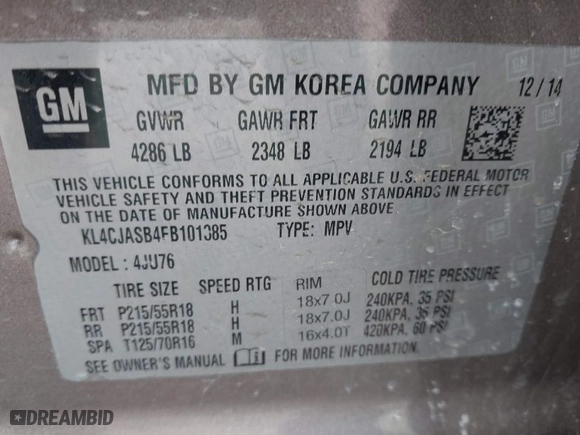 GM
MFD BY GM KOREA COMPANY 12/14
GVWR GAWR FRT GAWR RR
4286 LB 2348 LB 2194 LB
THIS VEHICLE CONFORMS TO ALL APPLICABLE U.S. FEDERAL MOTOR
VEHICLE SAFETY AND THEFT PREVENTION STANDARDS IN EFFECT
ON THE DATE OF MANUFACTURE SHOWN ABOVE.
KL4CJASB4FB101385 TYPE: MPV
MODEL : 4JU76
TIRE SIZE SPEED RTG RIM COLD TIRE PRESSURE
FRT P215/55R18 H 18x7.0J 240KPA, 35 PSI
RR P215/55R18 H 18x7.0J 240KPA, 35 PSI
SPA T125/70R16 M 16x4.0T 420KPA, 60 PSI
SEE OWNER'S MANUAL FOR MORE INFORMATION
DREAMBID